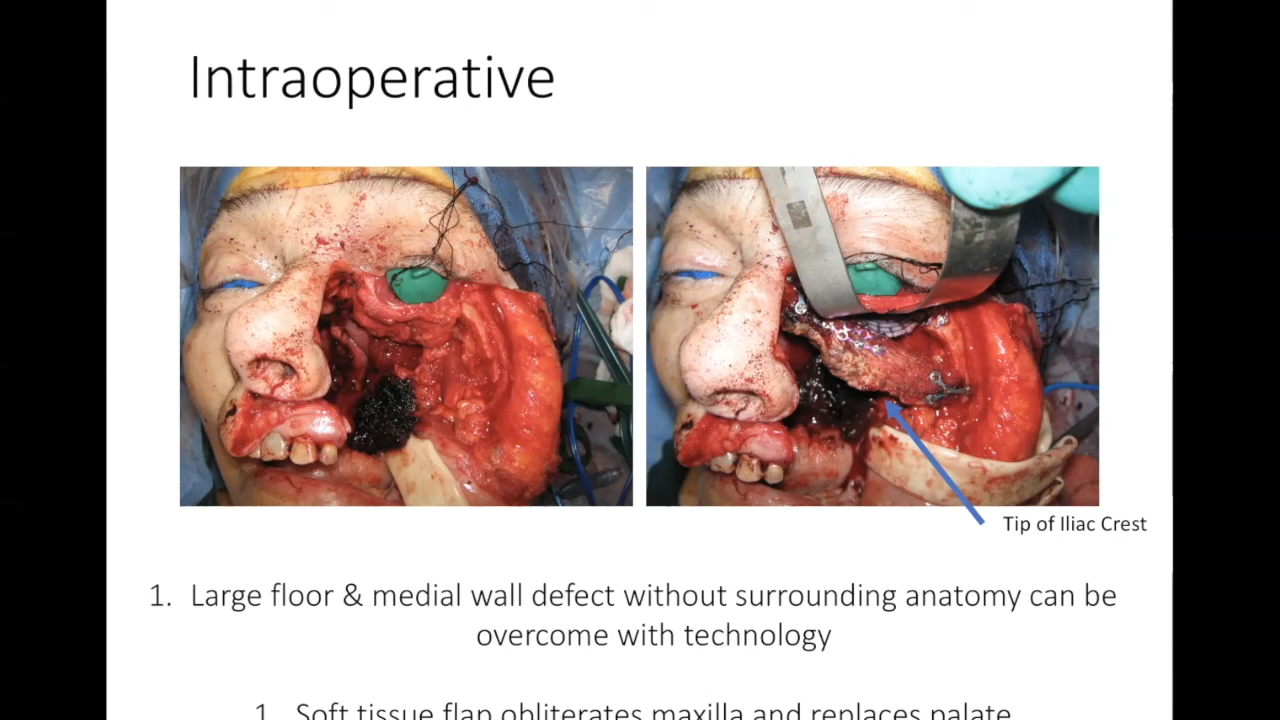 Intraoperative
Tip of Iliac Crest
1. Large floor & medial wall defect without surrounding anatomy can be
overcome with technology
1. Soft tissue flap obliterates maxilla and replaces palate